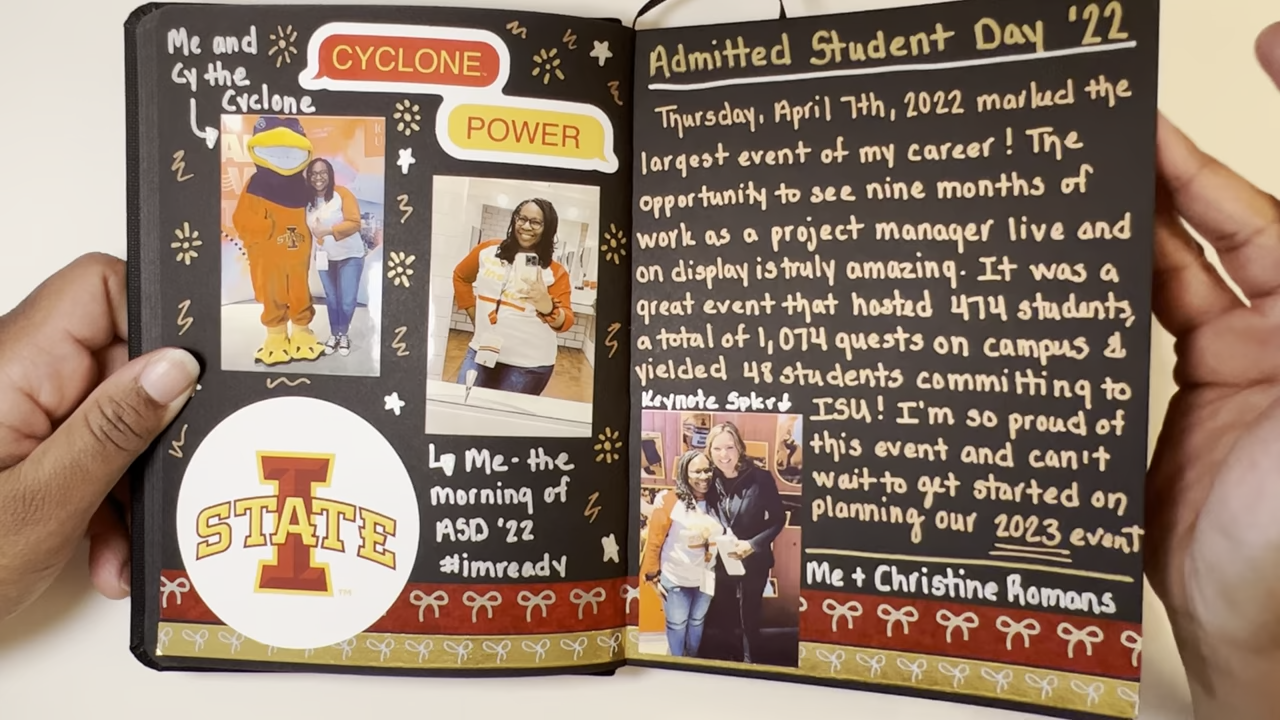 Me and
Cy the
Cyclone
CYCLONE
POWER
Me - the
morning of
ASD '22
#imready
I
STATE
TM
Admitted Student Day '22
Thursday, April 7th, 2022 marked the
largest event of my career! The
opportunity to see nine months of
work as a project manager live and
on display is truly amazing. It was a
great event that hosted 474 students,
a total of 1,074 guests on campus &
yielded 48 students committing to
ISU! I'm so proud of
this event and can't
wait to get started on
planning our 2023 event
Keynote Spkr
Me + Christine Romans